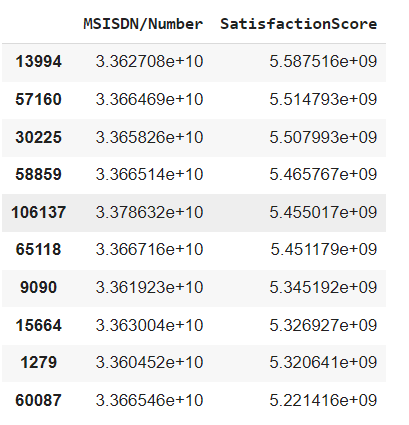 MSISDN/Number SatisfactionScore
13994 3.362708e+10 5.587516e+09
57160 3.366469e+10 5.514793e+09
30225 3.365826e+10 5.507993e+09
58859 3.366514e+10 5.465767e+09
106137 3.378632e+10 5.455017e+09
65118 3.366716e+10 5.451179e+09
9090 3.361923e+10 5.345192e+09
15664 3.363004e+10 5.326927e+09
1279 3.360452e+10 5.320641e+09
60087 3.366546e+10 5.221416e+09